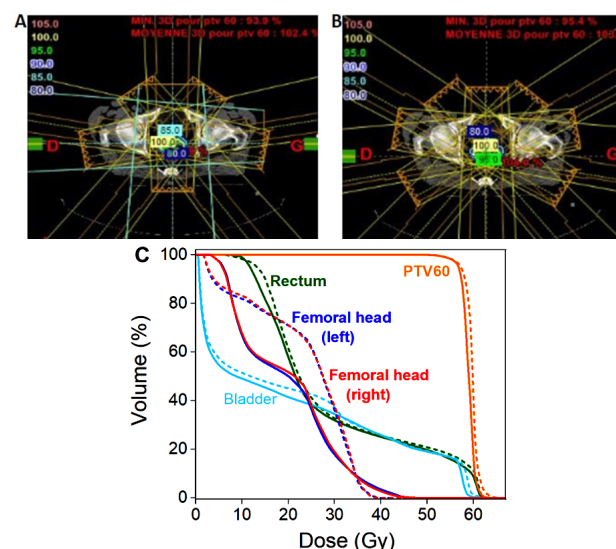 A
MIN. 3D pour ptv 60 : 93.9 %
MOYENNE 3D pour ptv 60 : 102.4 %
105.0
100.0
95.0
90.0
85.0
80.0
85.0
100.0
80.0
D
G
B
MIN. 3D pour ptv 60 : 95.4 %
MOYENNE 3D pour ptv 60 :
105.0
100.0
95.0
90.0
85.0
80.0
80.0
100.0
95.0
D
G
C
100
80
60
40
20
0
Volume (%)
Rectum
Femoral head
(left)
Femoral head
(right)
Bladder
PTV60
0
10
20
30
40
50
60
Dose (Gy)